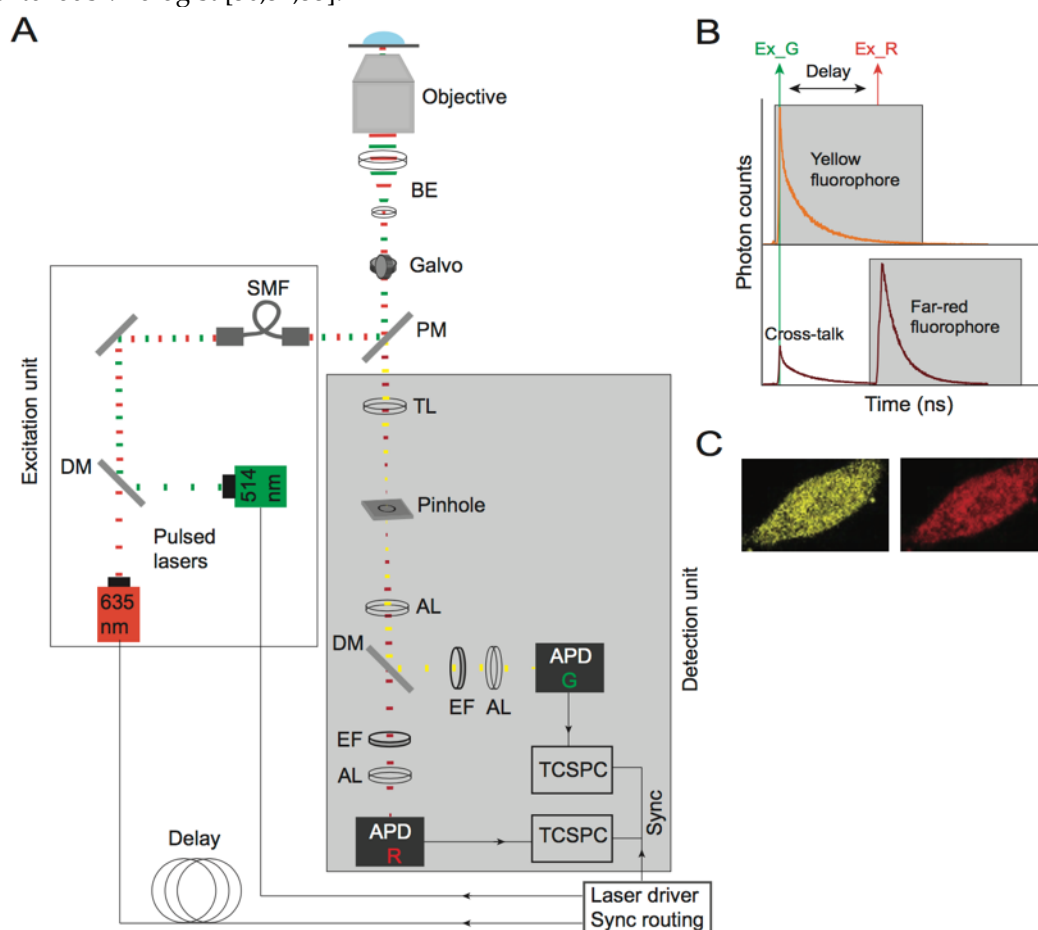 A
Objective
BE
Galvo
PM
SMF
Excitation unit
DM
514
nm
Pulsed
lasers
635
nm
TL
Pinhole
AL
DM
EF
AL
APD
G
EF
AL
APD
R
TCSPC
TCSPC
Sync
Detection unit
Delay
Laser driver
Sync routing
B
Ex_G
Ex_R
Delay
Photon counts
Yellow
fluorophore
Cross-talk
Far-red
fluorophore
Time (ns)
C